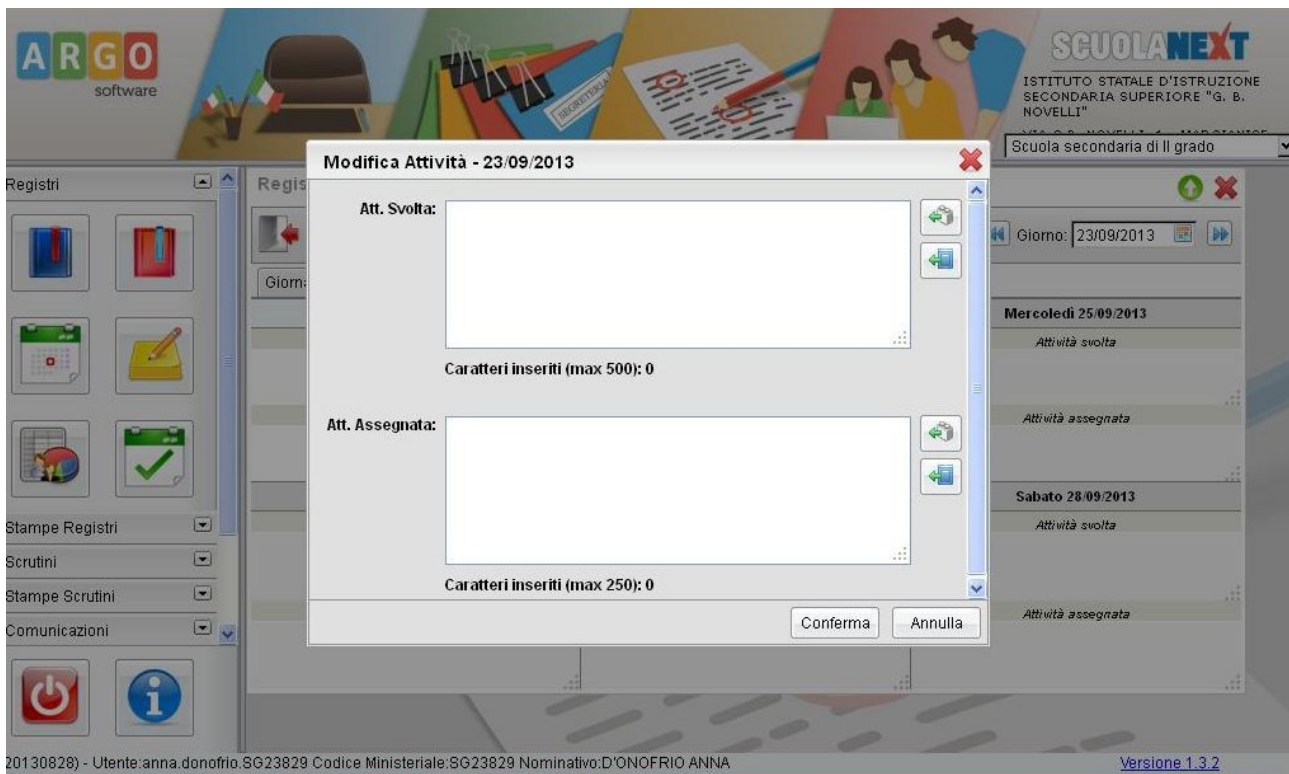 ARGO
software
SEGRETERIA
SCUOLANEXT
ISTITUTO STATALE D'ISTRUZIONE
SECONDARIA SUPERIORE "G. B.
NOVELLI"
Scuola secondaria di II grado
Registri
Regis
Modifica Attività - 23/09/2013
Giorno: 23/09/2013
Giorn
Att. Svolta:
Caratteri inseriti (max 500): 0
Att. Assegnata:
Caratteri inseriti (max 250): 0
Conferma
Annulla
Mercoledì 25/09/2013
Attività svolta
Attività assegnata
Sabato 28/09/2013
Attività svolta
Attività assegnata
Stampe Registri
Scrutini
Stampe Scrutini
Comunicazioni
20130828) - Utente:anna.donofrio.SG23829 Codice Ministeriale:SG23829 Nominativo:D'ONOFRIO ANNA
Versione 1.3.2